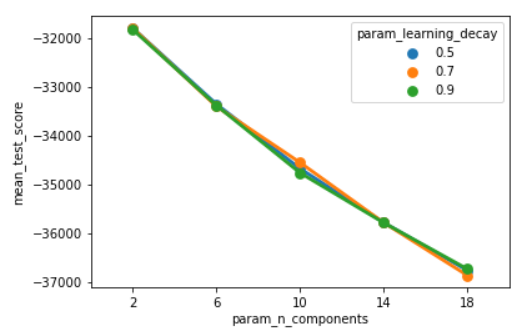 param_learning_decay
0.5
0.7
0.9
mean_test_score
−32000
−33000
−34000
−35000
−36000
−37000
2 6 10 14 18
param_n_components